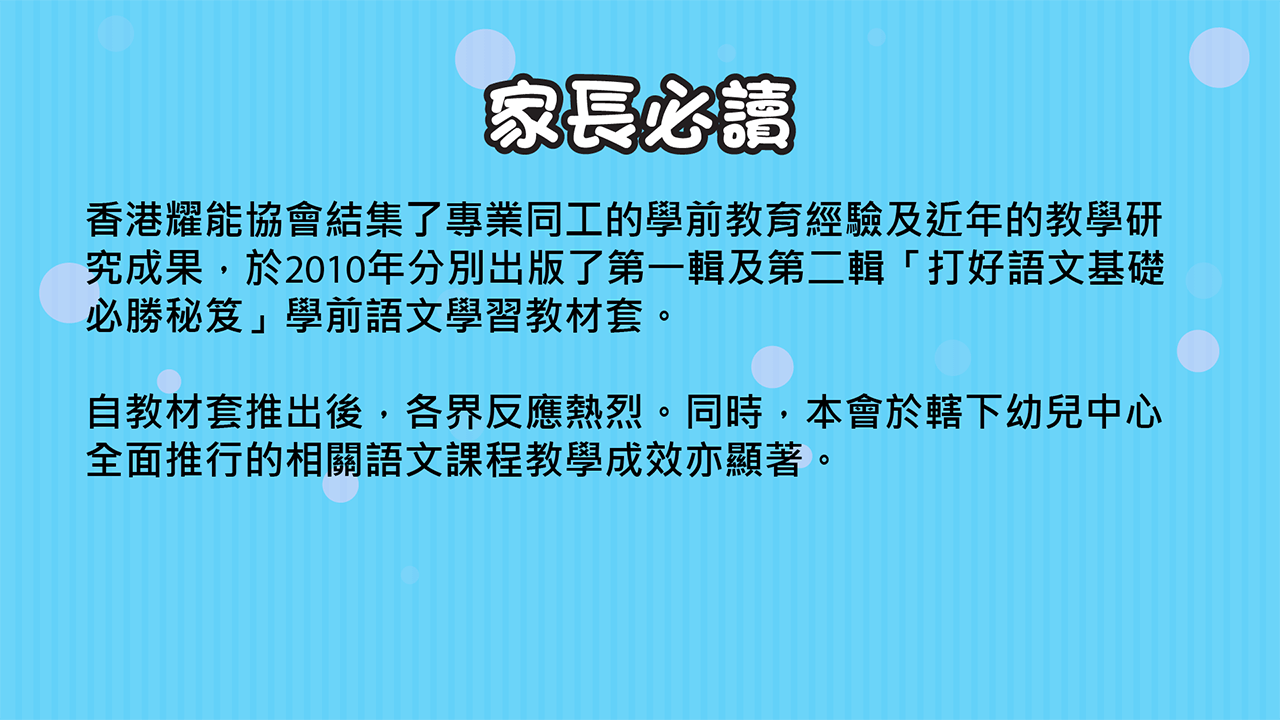 家長必讀
香港耀能協會結集了專業同工的學前教育經驗及近年的教學研
究成果，於2010年分別出版了第一輯及第二輯「打好語文基礎
必勝秘笈」學前語文學習教材套。
自教材套推出後，各界反應熱烈。同時，本會於轄下幼兒中心
全面推行的相關語文課程教學成效亦顯著。